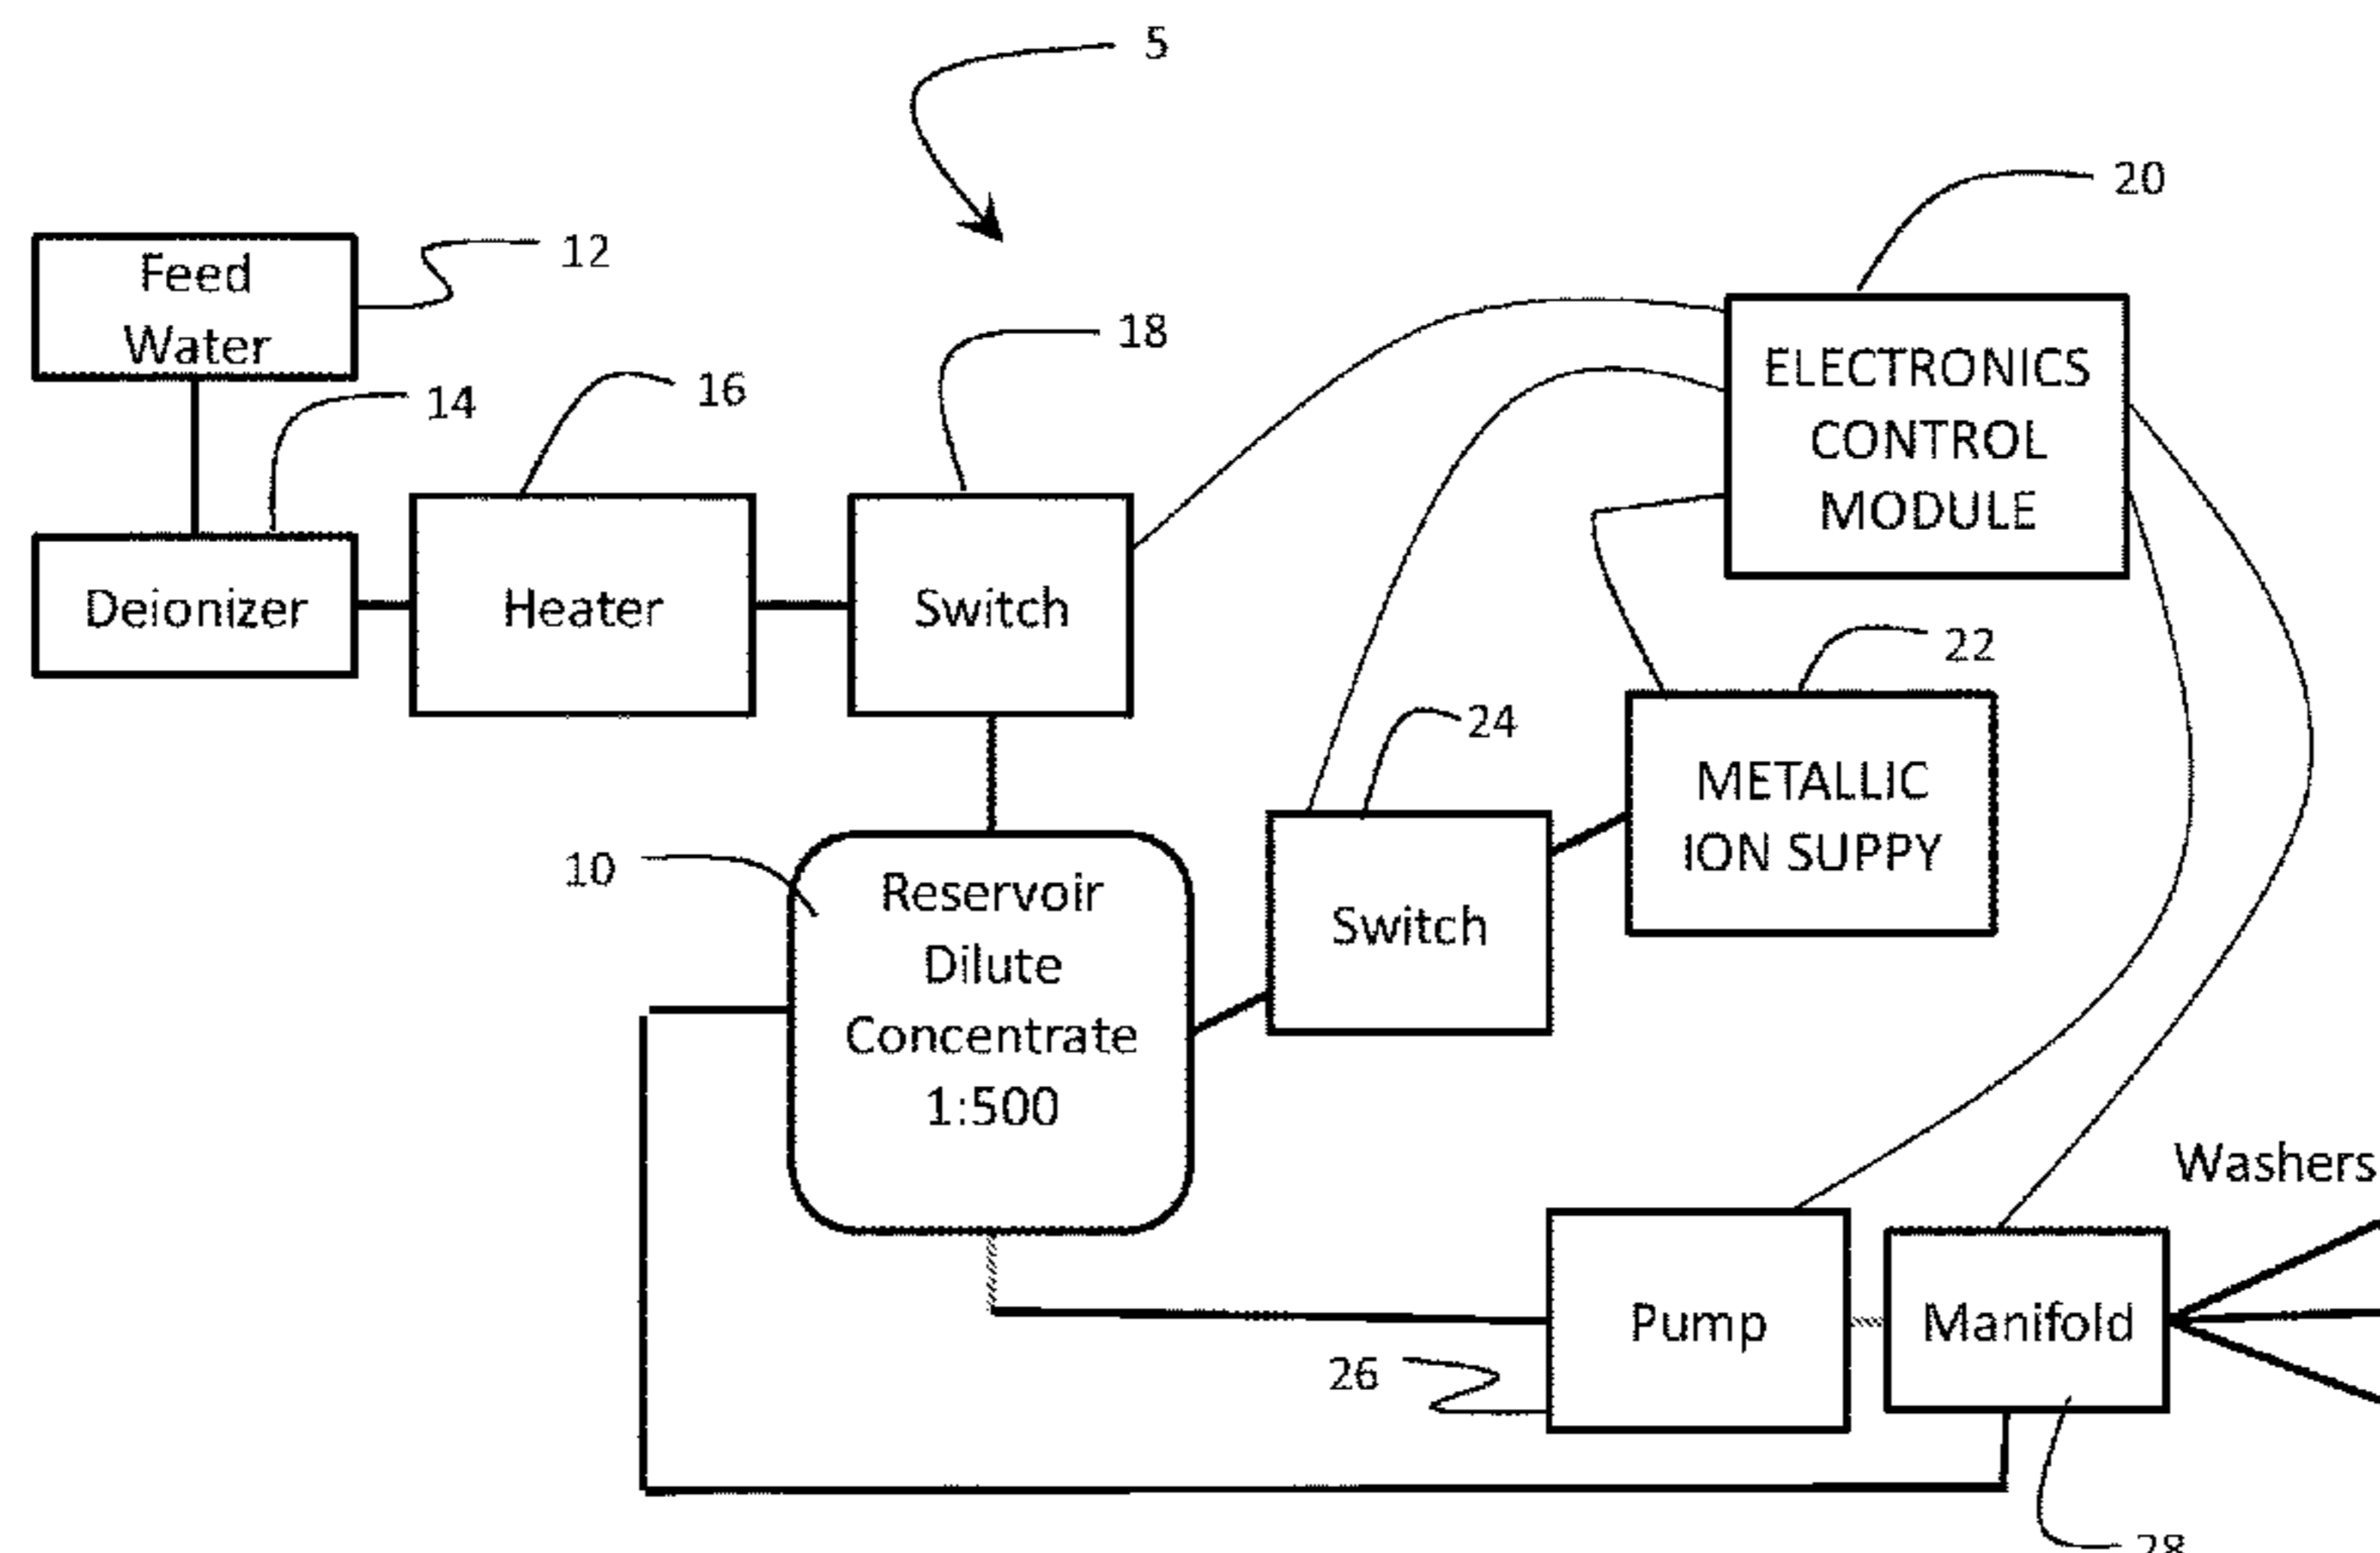 5
20
Feed
Water
12
18
14
16
ELECTRONICS
CONTROL
MODULE
Deionizer
Heater
Switch
22
24
METALLIC
ION SUPPY
10
Reservoir
Dilute
Concentrate
1:500
Switch
Washers
Pump
Manifold
26
28